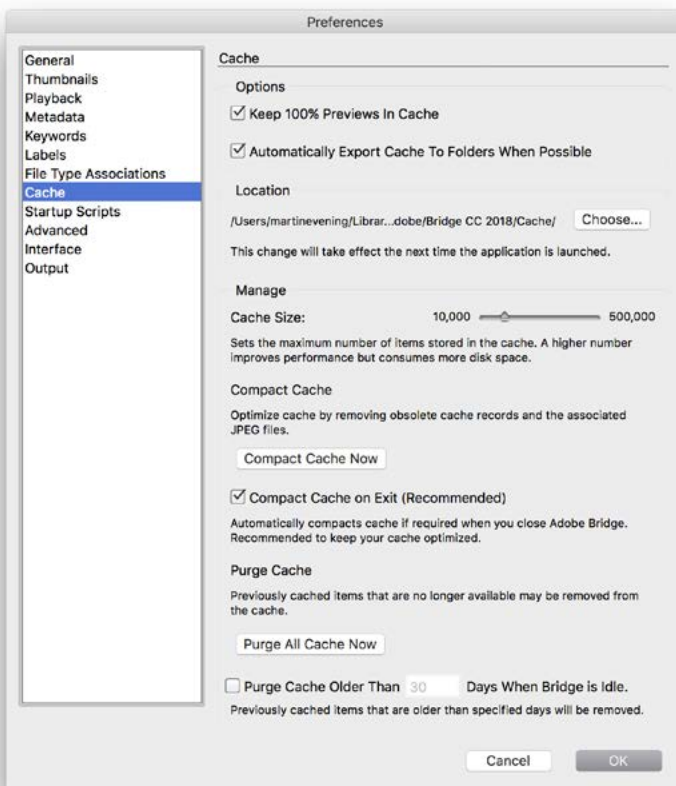 Preferences
General
Thumbnails
Playback
Metadata
Keywords
Labels
File Type Associations
Cache
Startup Scripts
Advanced
Interface
Output
Cache
Options
Keep 100% Previews In Cache
Automatically Export Cache To Folders When Possible
Location
/Users/martinevening/Librar...dobe/Bridge CC 2018/Cache/ Choose...
This change will take effect the next time the application is launched.
Manage
Cache Size: 10,000 500,000
Sets the maximum number of items stored in the cache. A higher number
improves performance but consumes more disk space.
Compact Cache
Optimize cache by removing obsolete cache records and the associated
JPEG files.
Compact Cache Now
Compact Cache on Exit (Recommended)
Automatically compacts cache if required when you close Adobe Bridge.
Recommended to keep your cache optimized.
Purge Cache
Previously cached items that are no longer available may be removed from
the cache.
Purge All Cache Now
Purge Cache Older Than 30 Days When Bridge is Idle.
Previously cached items that are older than specified days will be removed.
Cancel OK